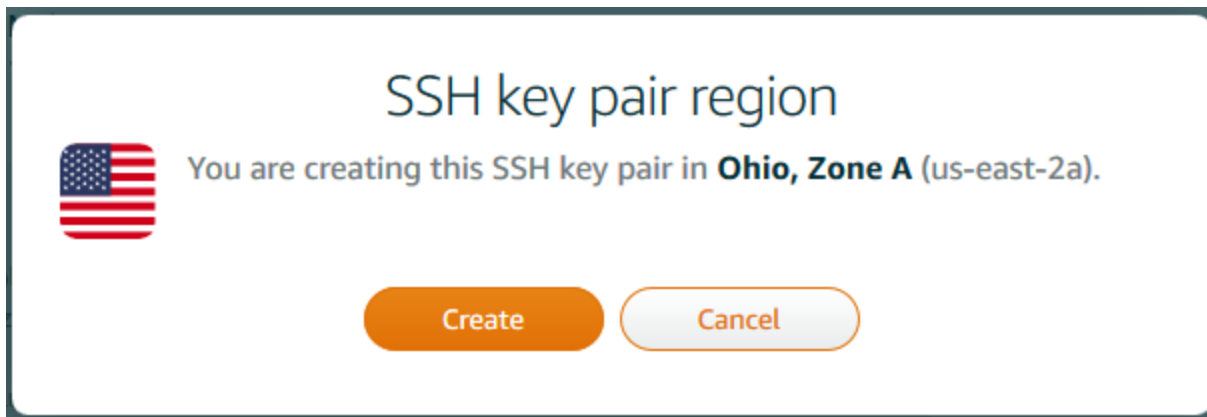 SSH key pair region
You are creating this SSH key pair in Ohio, Zone A (us-east-2a).
Create
Cancel